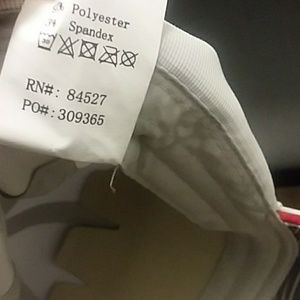 Polyester
Spandex
RN#: 84527
PO#: 309365